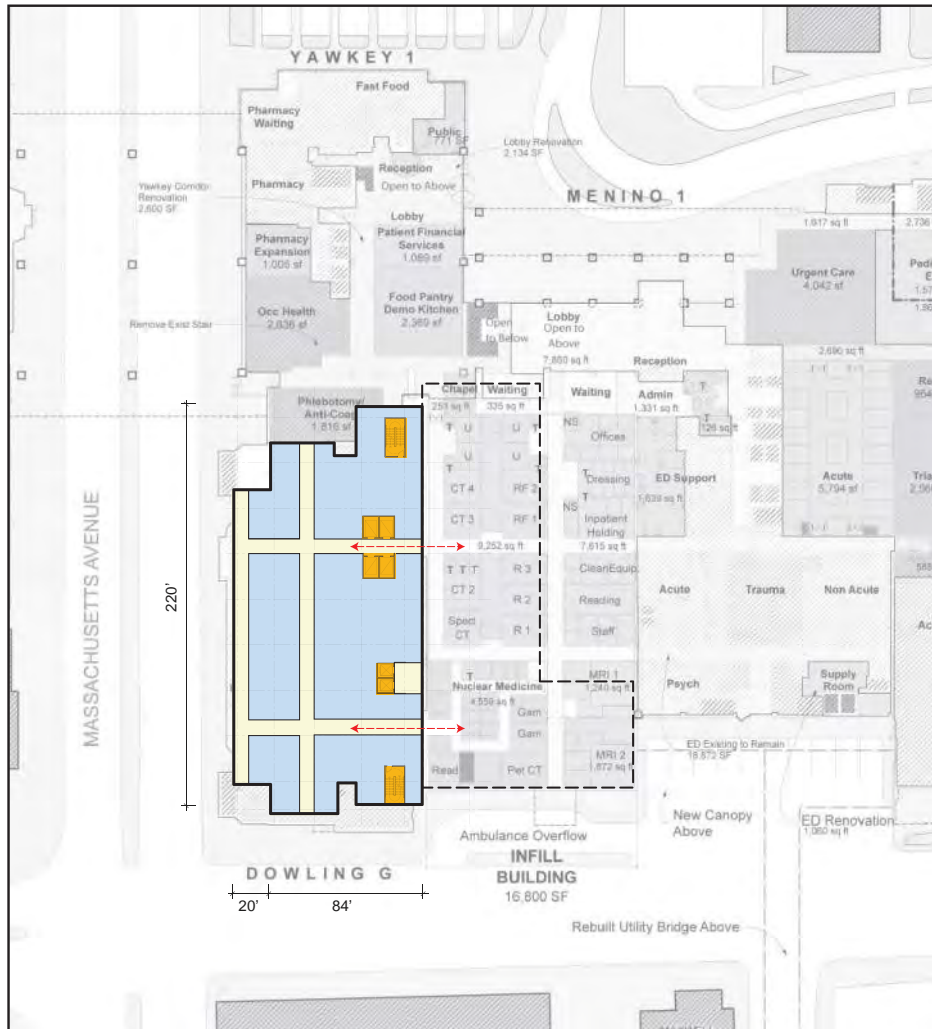 YAWKEY 1
Fast Food
Pharmacy
Waiting
Public
771 SF
Lobby Renovation
2,134 SF
Reception
Open to Above
Pharmacy
Yawkey Corridor
Renovation
2,600 SF
MENINO 1
Lobby
Patient Financial
Services
1,089 sf
Pharmacy
Expansion
1,006 sf
Food Pantry
Demo Kitchen
2,369 sf
Occ Health
2,836 sf
Remove Exist Stair
Open
to Below
Lobby
Open to
Above
7,860 sq ft
Reception
1,917 sq ft
2,736
Urgent Care
4,042 sf
2,690 sq ft
Phlebotomy/
1,816 sf
Chapel
251 sq ft
Waiting
335 sq ft
Waiting
Admin
1,331 sq ft
T
T
126 sq ft
T U U T
U U
T T
NS
Offices
T
Dressing
ED Support
1,639 sq ft
T
NS
Inpatient
Holding
7,615 sq ft
CT 4
RF 2
CT 3
RF 1
9,252 sq ft
T T T
R 3
CT 2
R 2
Spect
CT
R 1
Clean Equip.
Reading
Staff
Acute
5,794 sf
Acute
Trauma
Non Acute
Psych
Supply
Room
T
Nuclear Medicine
4,559 sq ft
Gam
Gam
MRI 1
1,240 sq ft
MRI 2
1,872 sq ft
Read
Pet CT
ED Existing to Remain
18,872 SF
New Canopy
Above
ED Renovation
1,060 sq ft
MASSACHUSETTS AVENUE
220'
DOWLING G
20'
84'
Ambulance Overflow
INFILL
BUILDING
16,800 SF
Rebuilt Utility Bridge Above